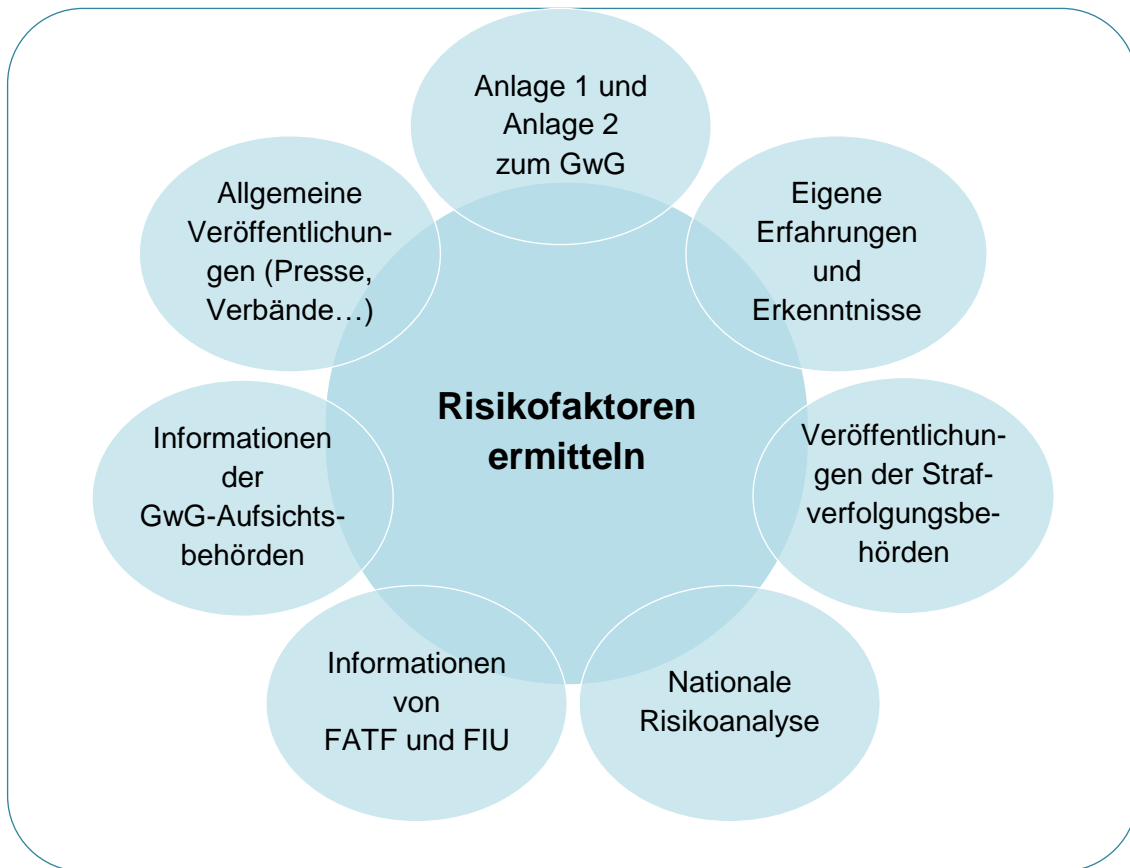 Anlage 1 und
Anlage 2
zum GwG
Eigene
Erfahrungen
und
Erkenntnisse
Veröffentlichun-
gen der Straf-
verfolgungsbe-
hörden
Nationale
Risikoanalyse
Informationen
von
FATF und FIU
Informationen
der
GwG-Aufsichts-
behörden
Allgemeine
Veröffentlichun-
gen (Presse,
Verbände…)
Risikofaktoren
ermitteln